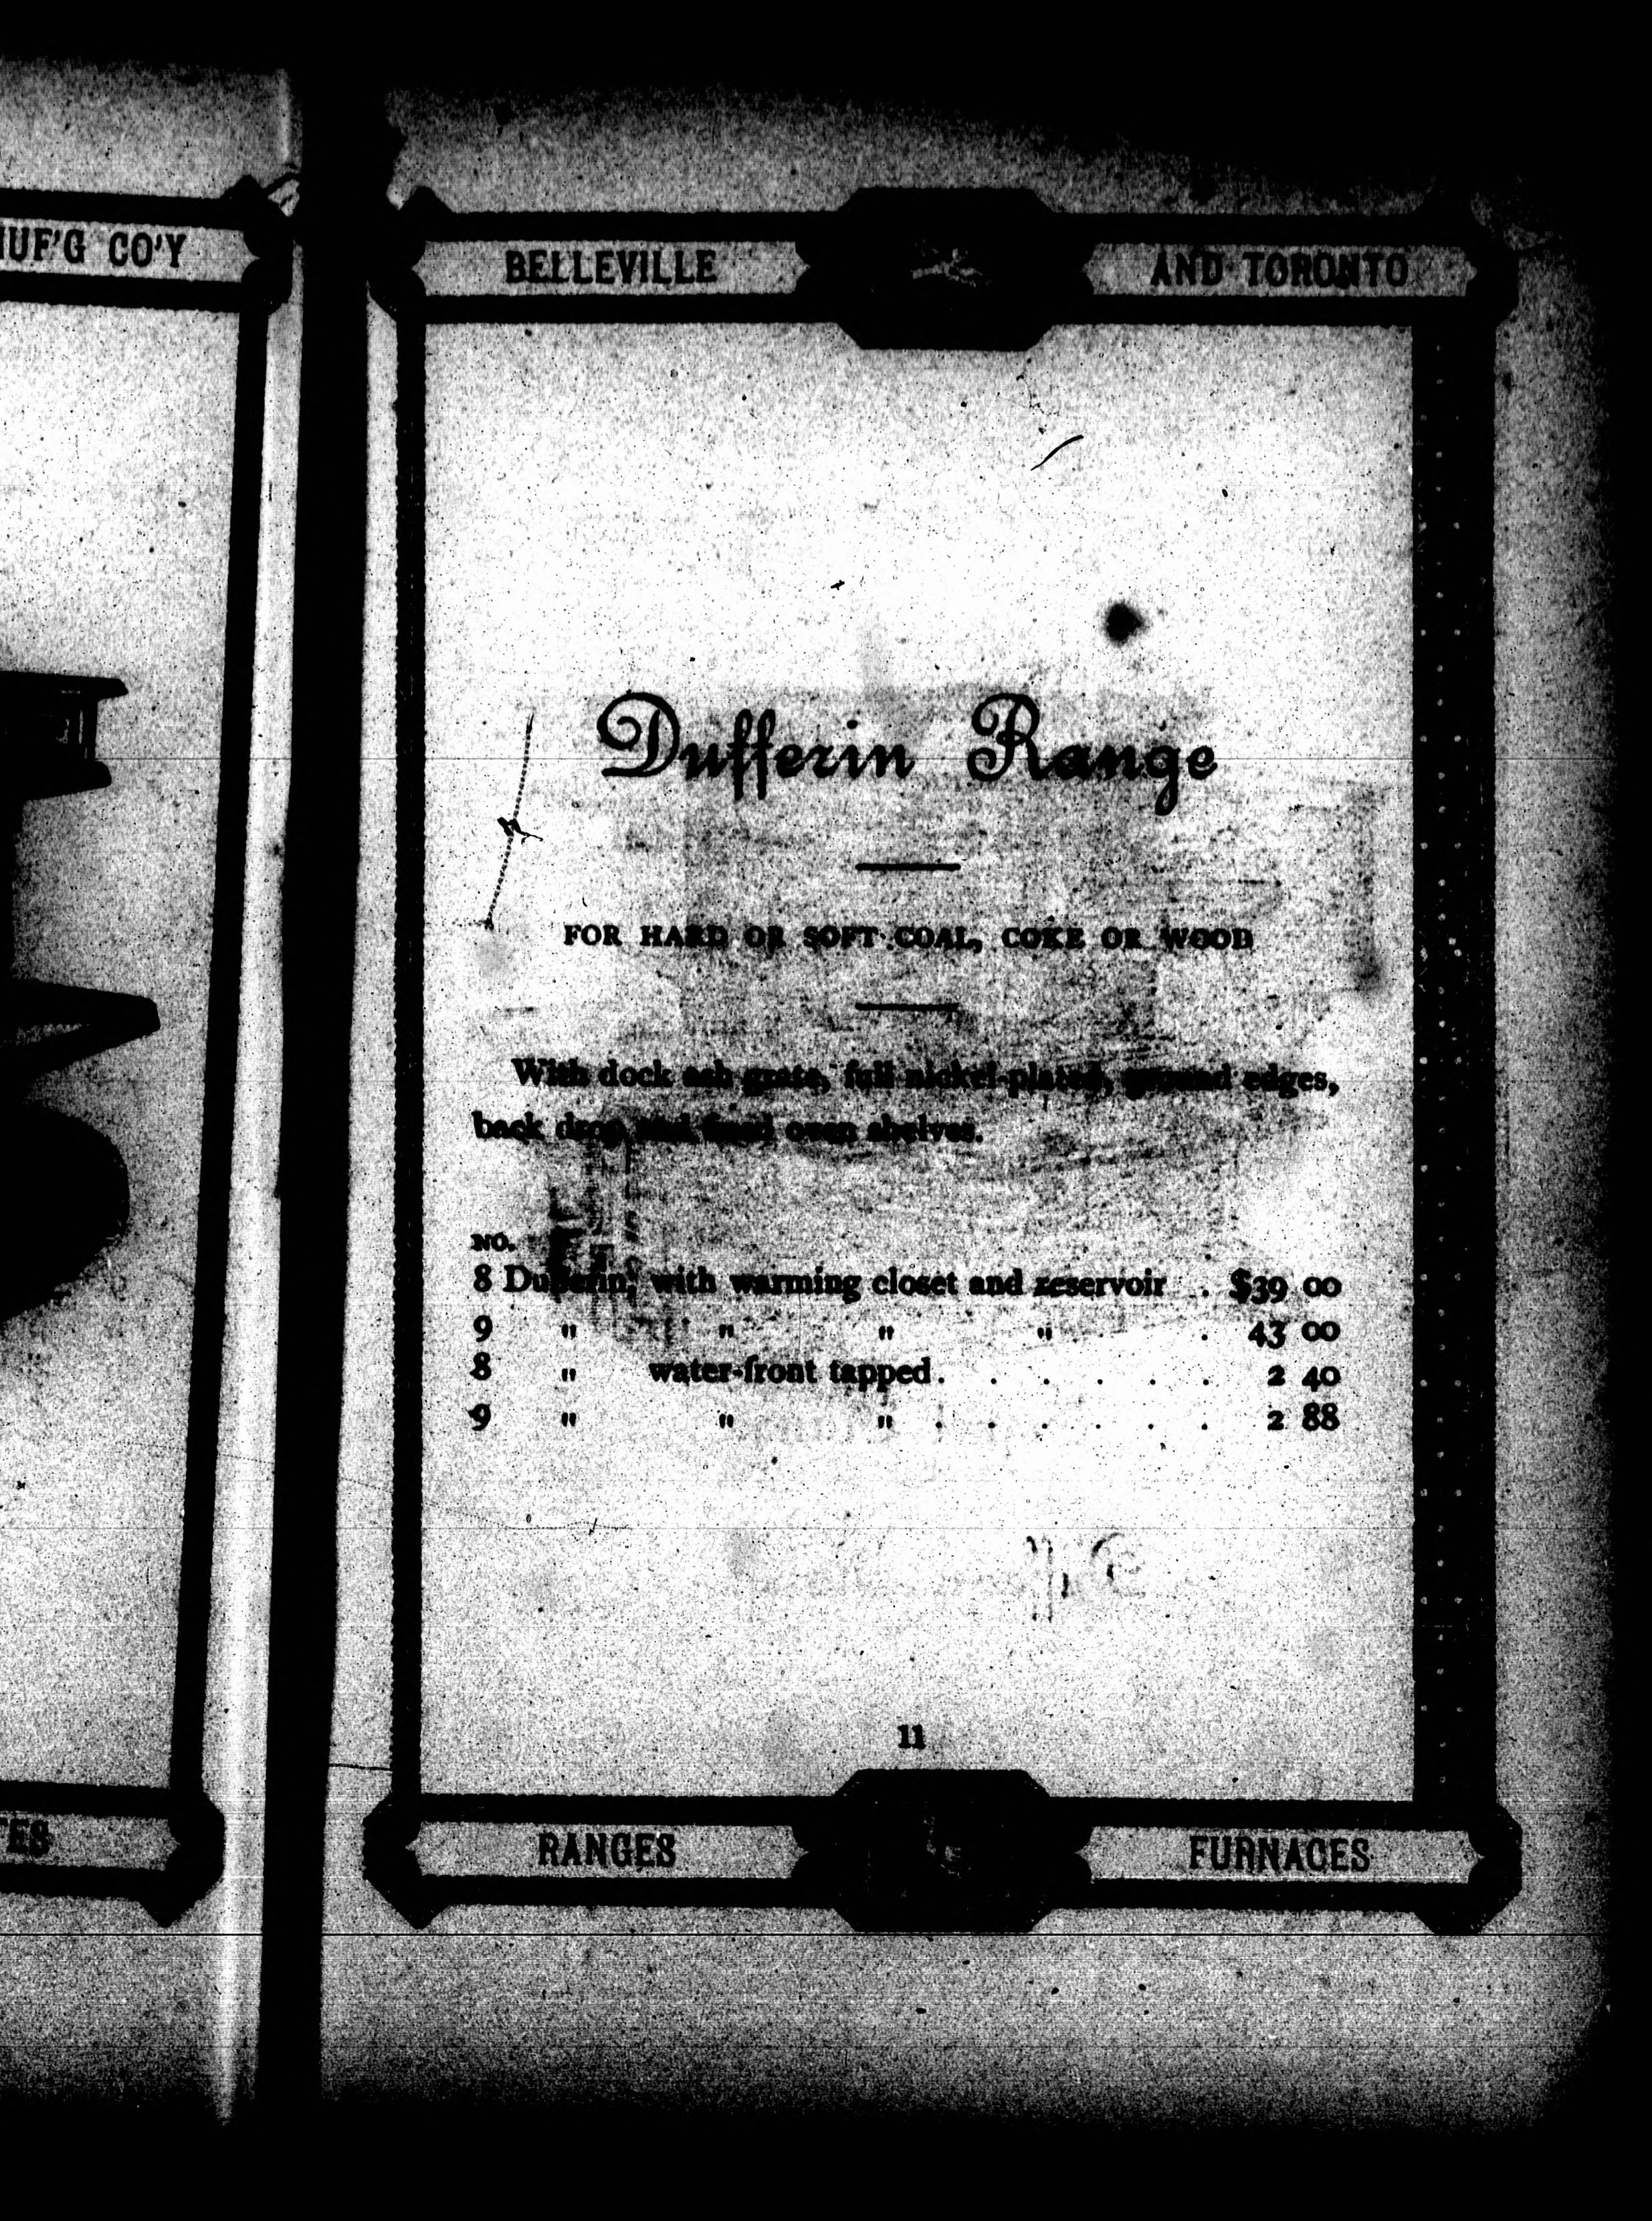 UF'G CO'Y
BELLEVILLE AND TORONTO
Dufferin Range
FOR HARD OR SOFT COAL, COKE OR WOOD
With dock ash grate, full nickel-plated, ground edges,
back drop and oven shelves.
NO.
8 Dufferin, with warming closet and reservoir . $39 00
9 " " " " . . 43 00
8 " water-front tapped . . . . . . 2 40
9 " " " . . . . . . 2 88
11
ES
RANGES FURNACES